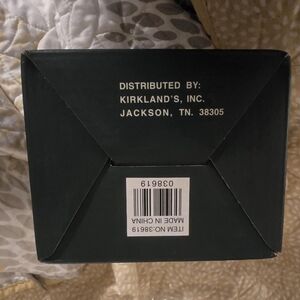 DISTRIBUTED BY:
KIRKLAND'S, INC.
JACKSON, TN. 38305
ITEM NO:38619
MADE IN CHINA
038619